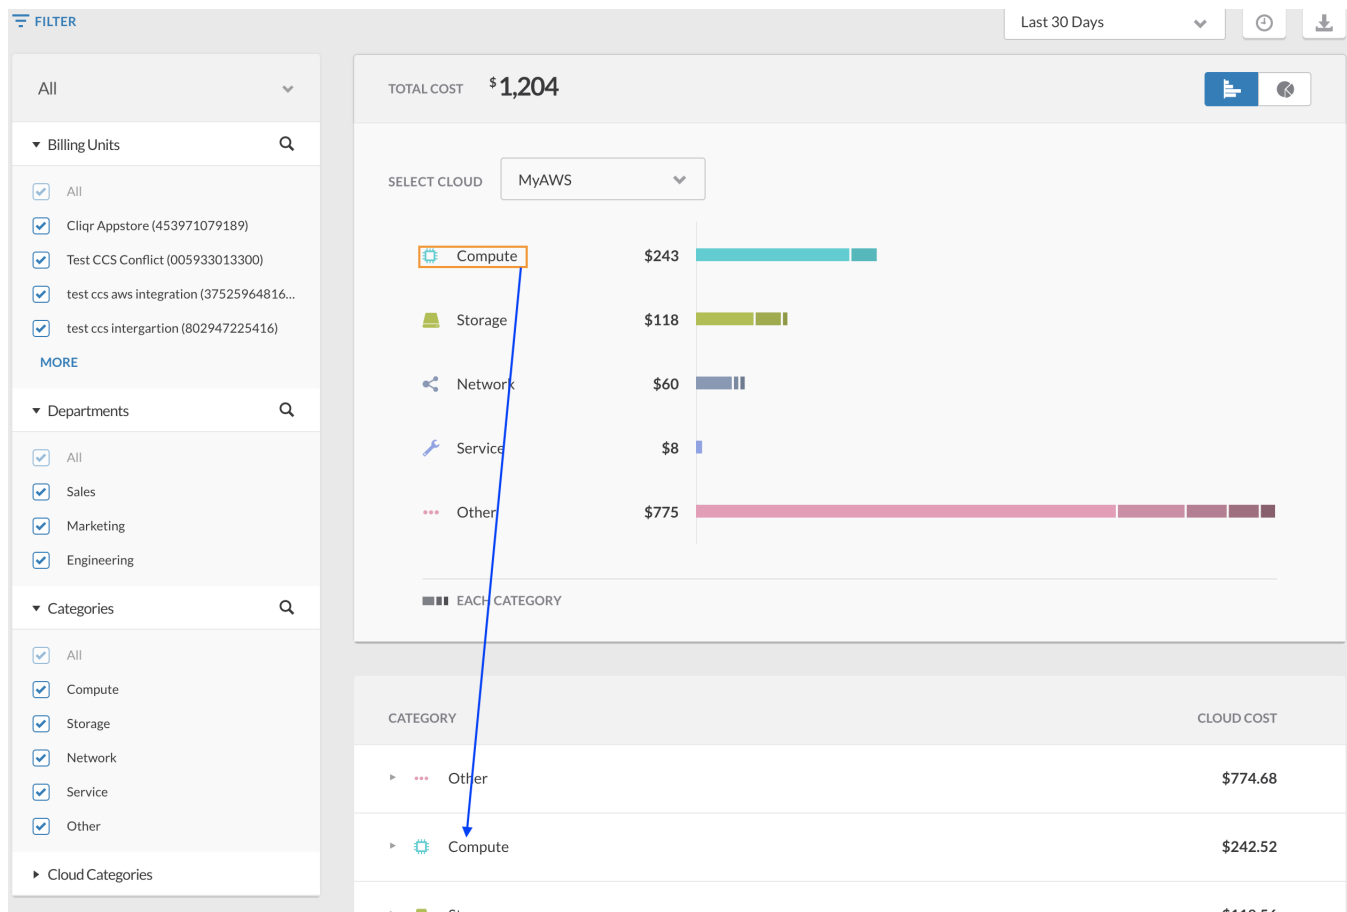 FILTER
Last 30 Days
All
TOTAL COST $1,204
Billing Units
SELECT CLOUD MyAWS
All
Cliqr Appstore (453971079189)
Test CCS Conflict (005933013300)
test ccs aws integration (37525964816...
test ccs intergartion (802947225416)
MORE
Departments
All
Sales
Marketing
Engineering
Categories
All
Compute
Storage
Network
Service
Other
Cloud Categories
Compute $243
Storage $118
Network $60
Service $8
Other $775
EACH CATEGORY
CATEGORY CLOUD COST
Other $774.68
Compute $242.52